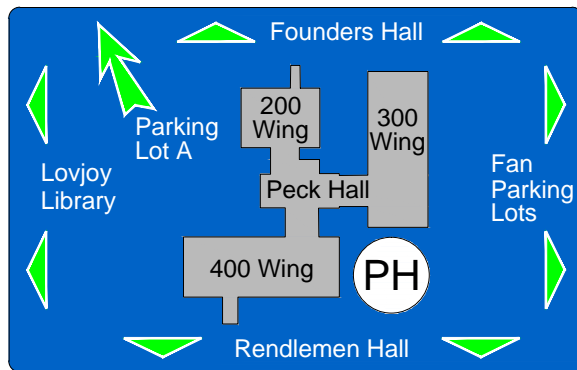 Founders Hall
200
Wing
300
Wing
Parking
Lot A
Lovjoy
Library
Peck Hall
Fan
Parking
Lots
400 Wing
PH
Rendlemen Hall